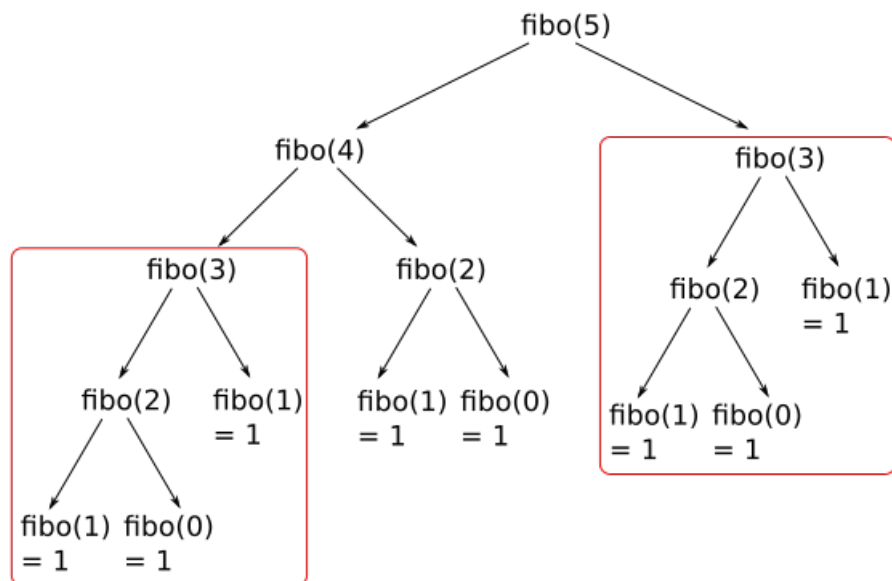 fibo(5)
fibo(4)
fibo(3)
fibo(3)
fibo(2)
fibo(2)
fibo(1)
= 1
fibo(2)
fibo(1)
= 1
fibo(1)
= 1
fibo(0)
= 1
fibo(1)
= 1
fibo(0)
= 1
fibo(1)
= 1
fibo(0)
= 1